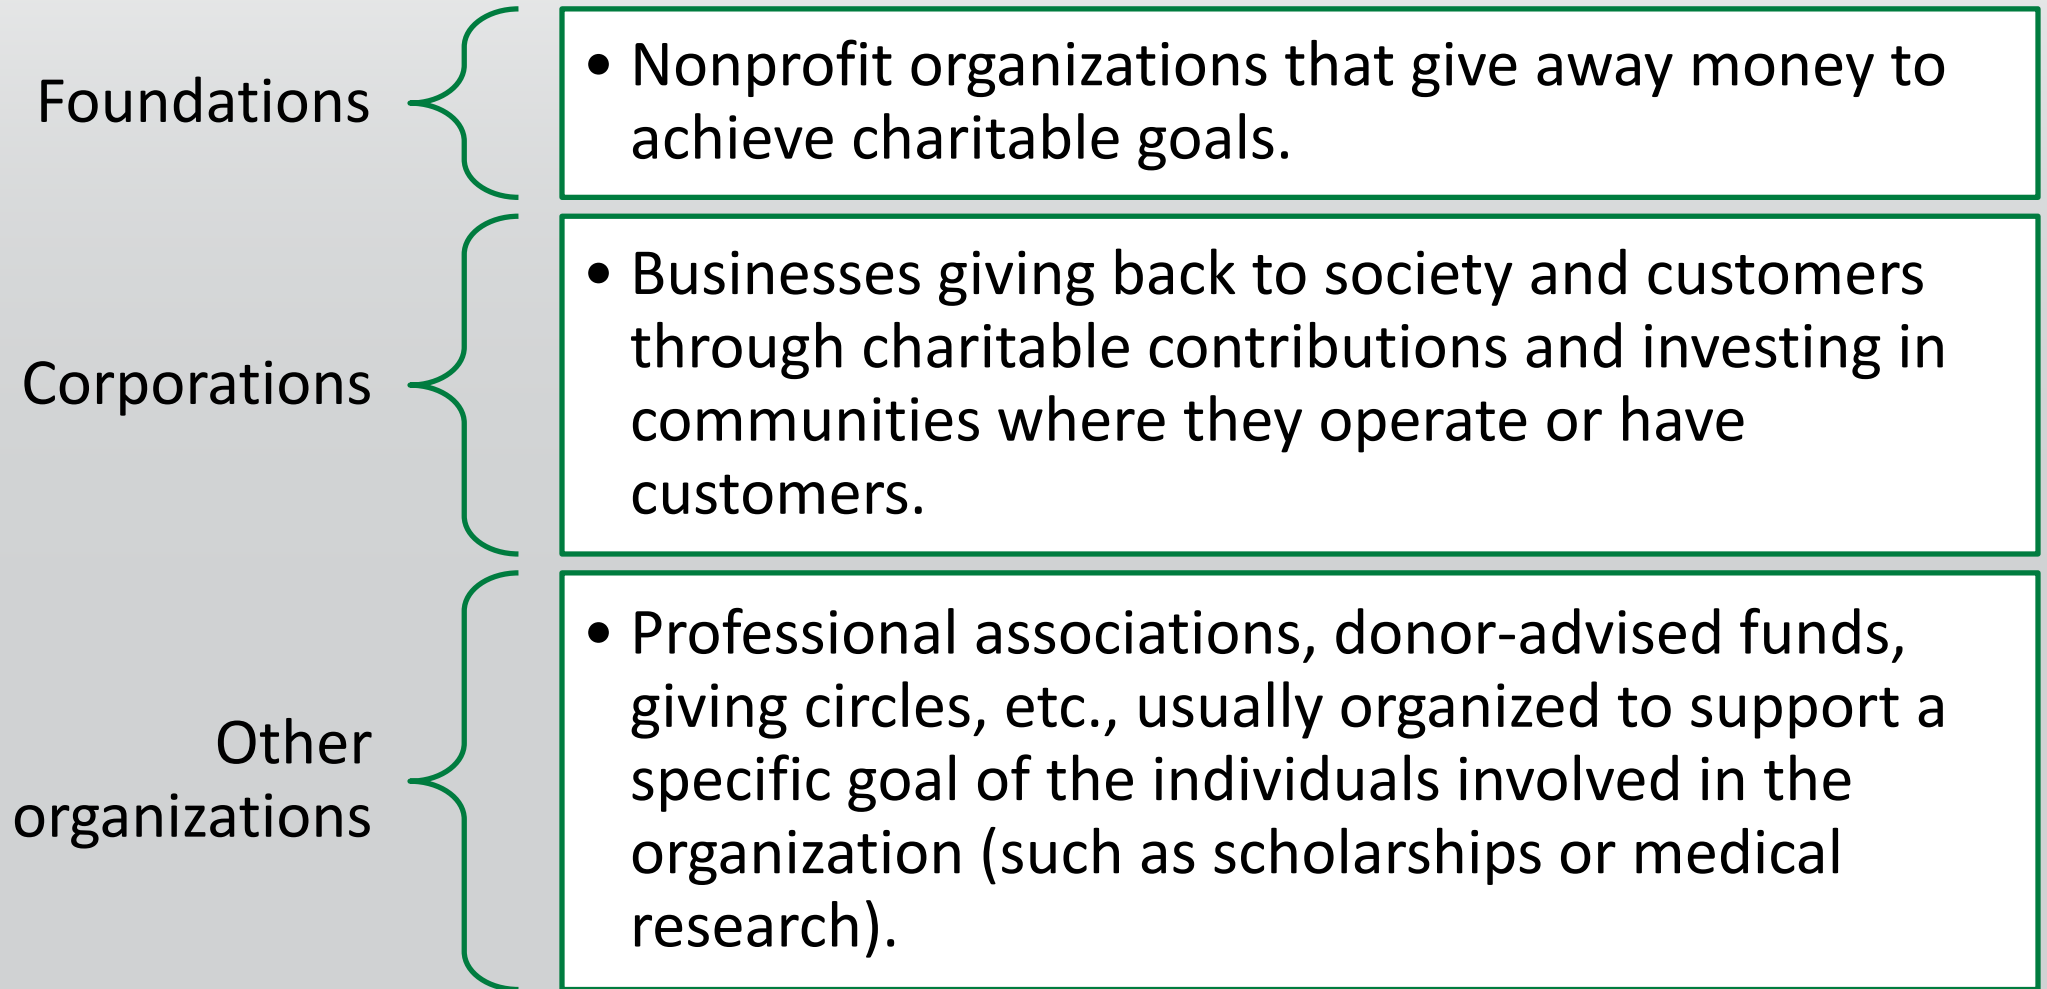 Foundations
• Nonprofit organizations that give away money to
achieve charitable goals.
Corporations
• Businesses giving back to society and customers
through charitable contributions and investing in
communities where they operate or have
customers.
Other
organizations
• Professional associations, donor-advised funds,
giving circles, etc., usually organized to support a
specific goal of the individuals involved in the
organization (such as scholarships or medical
research).